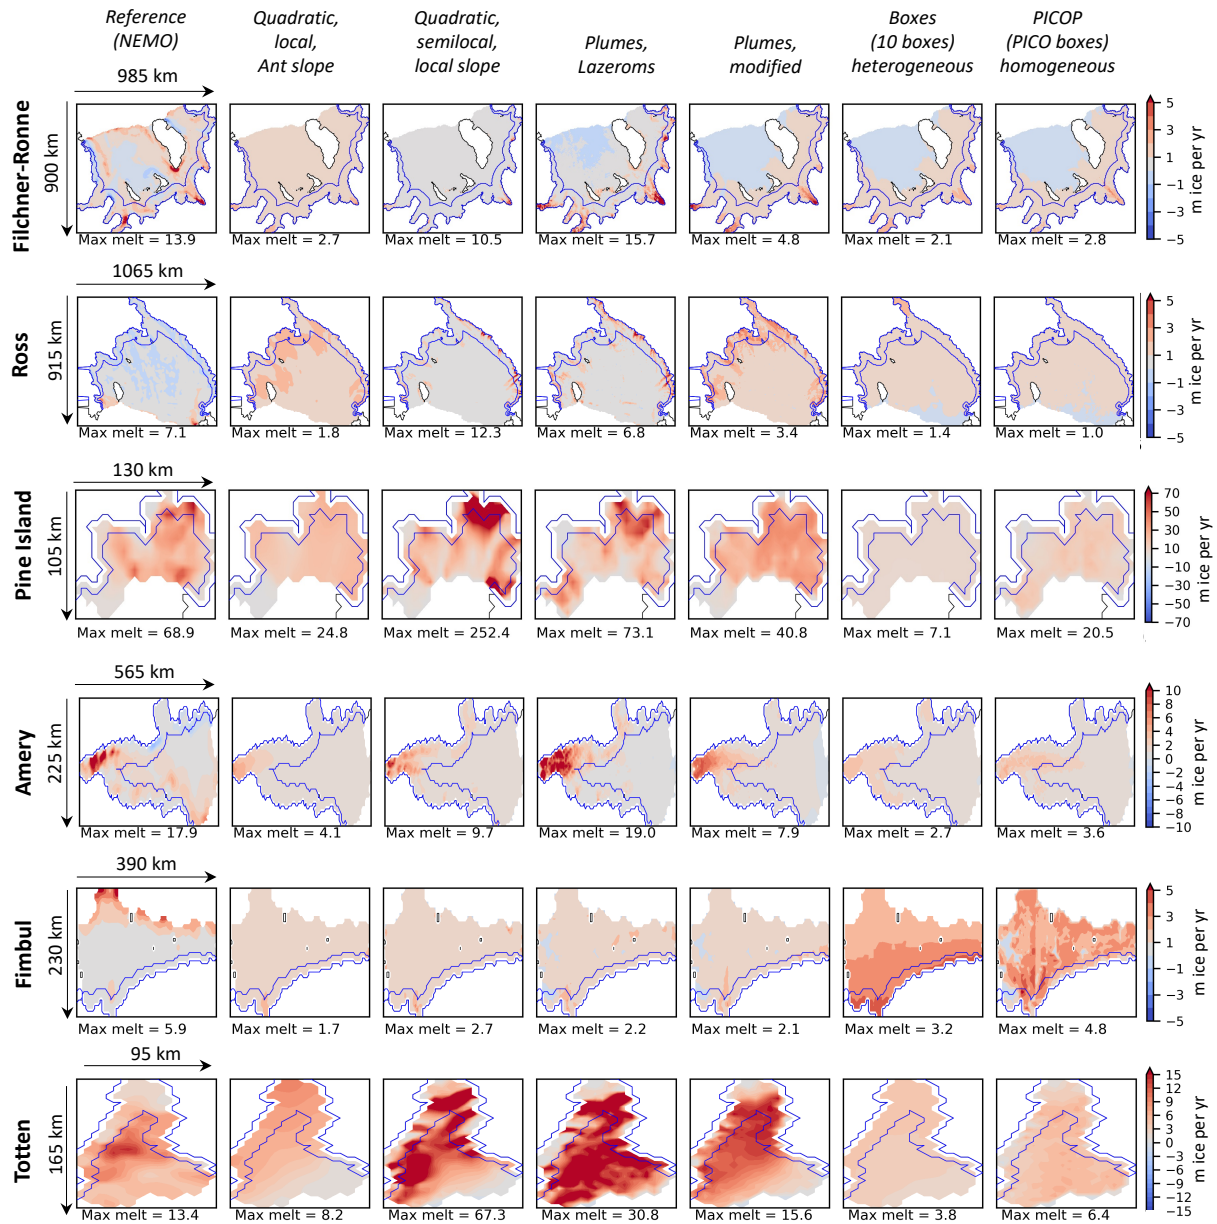 Reference
(NEMO)
Quadratic,
local,
Ant slope
Quadratic,
semilocal,
local slope
Plumes,
Lazeroms
Plumes,
modified
Boxes
(10 boxes)
heterogeneous
PICOP
(PICO boxes)
homogeneous
985 km
900 km
Filchner-Ronne
Max melt = 13.9
Max melt = 2.7
Max melt = 10.5
Max melt = 15.7
Max melt = 4.8
Max melt = 2.1
Max melt = 2.8
5
3
1
−1
−3
−5
m ice per yr
1065 km
915 km
Ross
Max melt = 7.1
Max melt = 1.8
Max melt = 12.3
Max melt = 6.8
Max melt = 3.4
Max melt = 1.4
Max melt = 1.0
5
3
1
−1
−3
−5
m ice per yr
130 km
105 km
Pine Island
Max melt = 68.9
Max melt = 24.8
Max melt = 252.4
Max melt = 73.1
Max melt = 40.8
Max melt = 7.1
Max melt = 20.5
70
50
30
10
−10
−30
−50
−70
m ice per yr
565 km
225 km
Amery
Max melt = 17.9
Max melt = 4.1
Max melt = 9.7
Max melt = 19.0
Max melt = 7.9
Max melt = 2.7
Max melt = 3.6
10
8
6
4
2
0
−2
−4
−6
−8
−10
m ice per yr
390 km
230 km
Fimbul
Max melt = 5.9
Max melt = 1.7
Max melt = 2.7
Max melt = 2.2
Max melt = 2.1
Max melt = 3.2
Max melt = 4.8
5
3
1
−1
−3
−5
m ice per yr
95 km
165 km
Totten
Max melt = 13.4
Max melt = 8.2
Max melt = 67.3
Max melt = 30.8
Max melt = 15.6
Max melt = 3.8
Max melt = 6.4
15
12
9
6
3
0
−3
−6
−9
−12
−15
m ice per yr